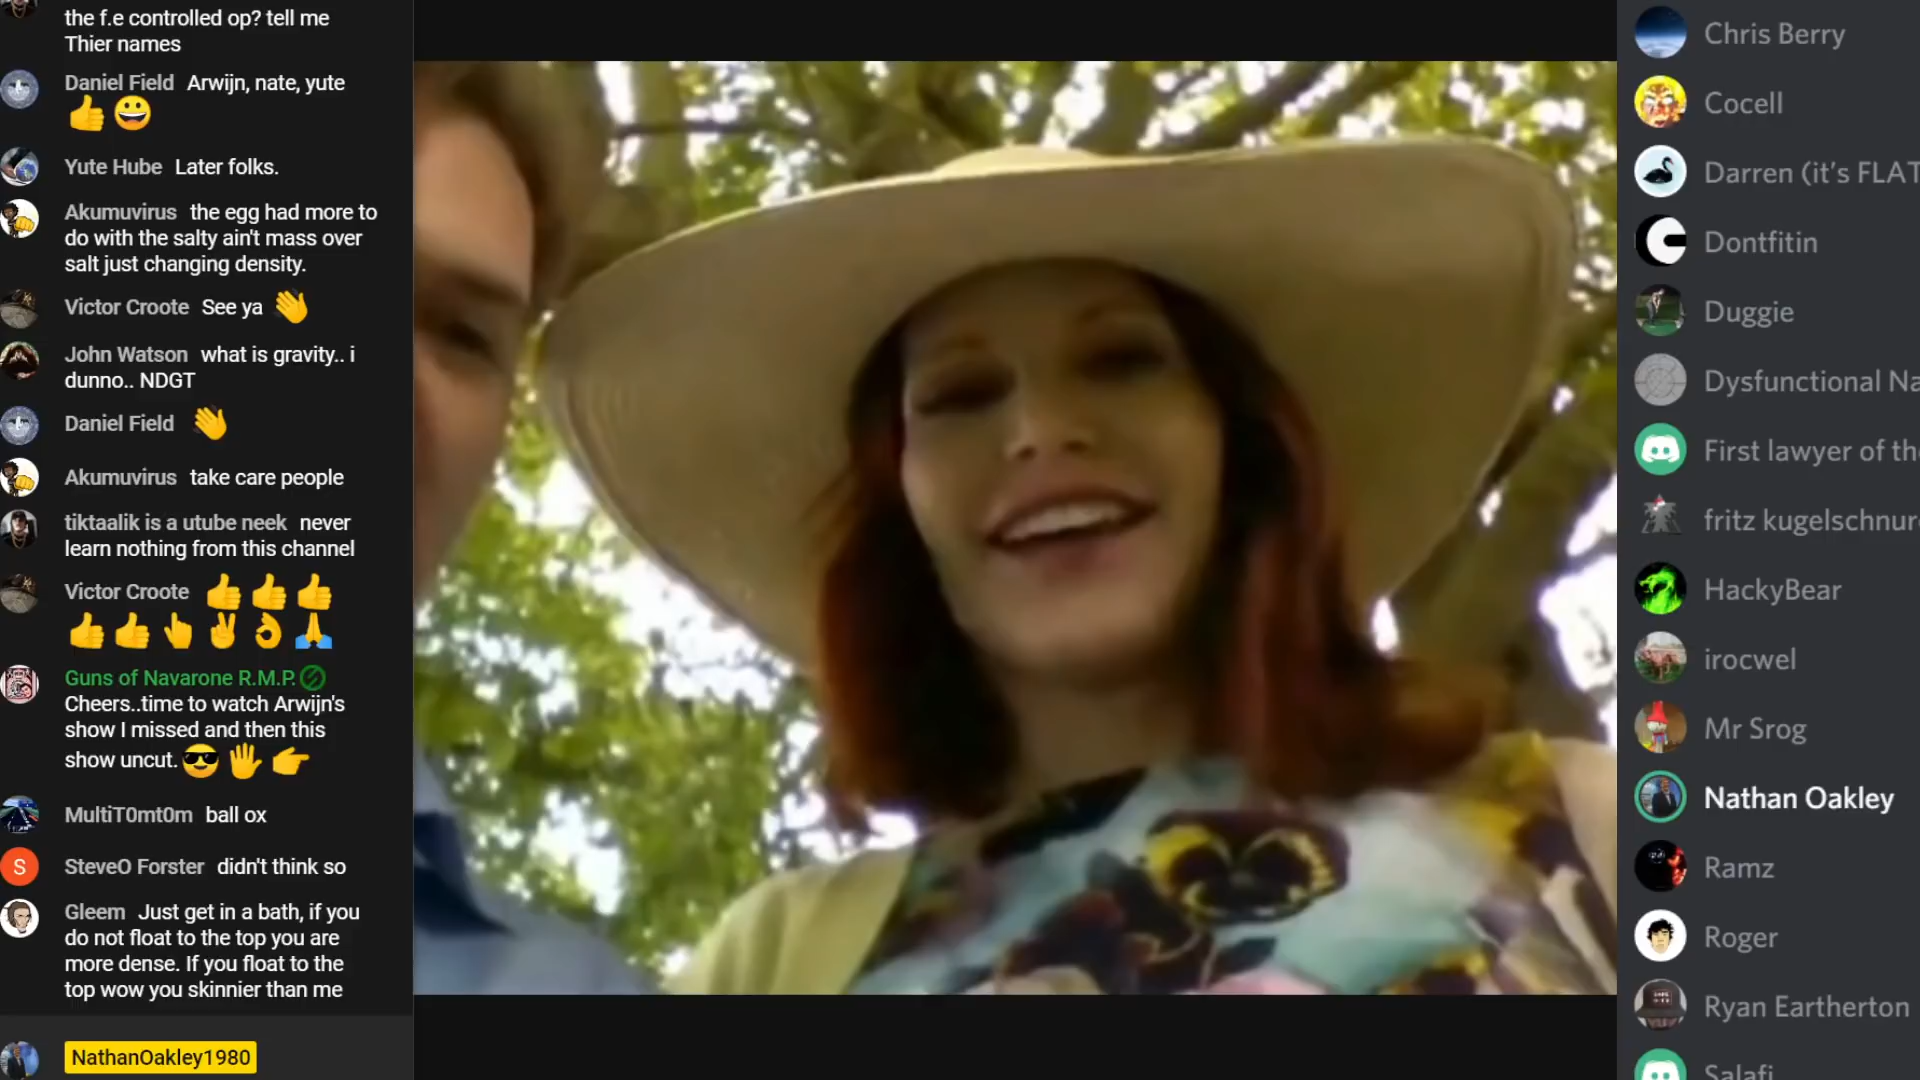 the f.e controlled op? tell me
Thier names
Daniel Field Arwijn, nate, yute
Yute Hube Later folks.
Akumuvirus the egg had more to
do with the salty ain't mass over
salt just changing density.
Victor Croote See ya
John Watson what is gravity.. i
dunno.. NDGT
Daniel Field
Akumuvirus take care people
tiktaalik is a utube neek never
learn nothing from this channel
Victor Croote
Guns of Navarone R.M.P.
Cheers..time to watch Arwijn's
show I missed and then this
show uncut.
MultiT0mt0m ball ox
S
SteveO Forster didn't think so
Gleem Just get in a bath, if you
do not float to the top you are
more dense. If you float to the
top wow you skinnier than me
NathanOakley1980
Chris Berry
Cocell
Darren (it’s FLAT
Dontfitin
Duggie
Dysfunctional Na
First lawyer of the
fritz kugelschnur
HackyBear
irocwel
Mr Srog
Nathan Oakley
Ramz
Roger
Ryan Eartherton
Salafi